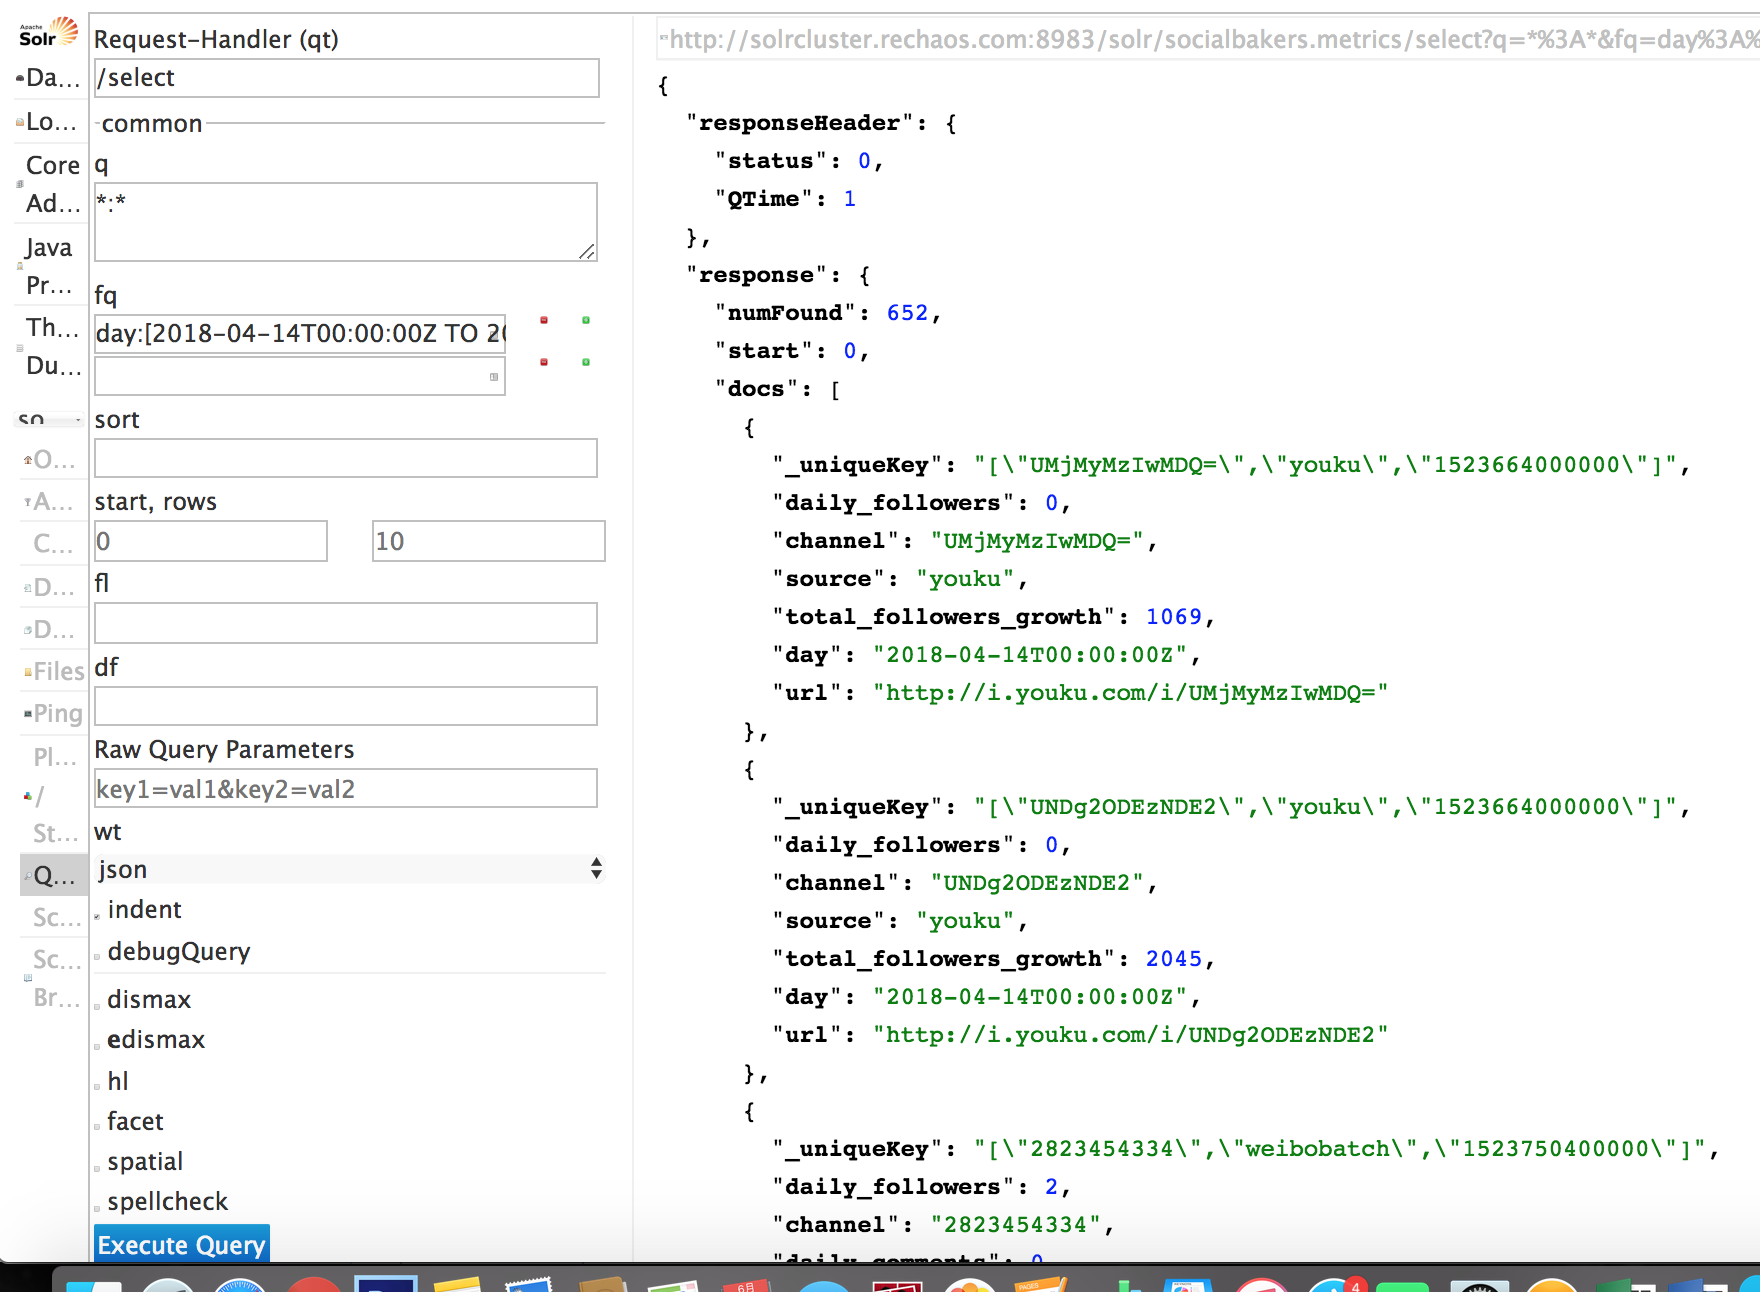 Apache
Solr
Da...
Lo...
Core
Ad...
Java
Pr...
Th...
Du...
so
O...
A...
C...
D...
D...
Files
Ping
Pl...
/
St...
Q...
Sc...
Sc...
Br...
Request-Handler (qt)
/select
common
q
*:*
fq
day:[2018-04-14T00:00:00Z TO 20
sort
start, rows
0
10
fl
df
Raw Query Parameters
key1=val1&key2=val2
wt
json
indent
debugQuery
dismax
edismax
hl
facet
spatial
spellcheck
Execute Query
http://solrcluster.rechaos.com:8983/solr/socialbakers.metrics/select?q=*%3A*&fq=day%3A%
{
"responseHeader": {
"status": 0,
"QTime": 1
},
"response": {
"numFound": 652,
"start": 0,
"docs": [
{
"_uniqueKey": "[\"UMjMyMzIwMDQ=\",\"youku\",\"1523664000000\"]",
"daily_followers": 0,
"channel": "UMjMyMzIwMDQ=",
"source": "youku",
"total_followers_growth": 1069,
"day": "2018-04-14T00:00:00Z",
"url": "http://i.youku.com/i/UMjMyMzIwMDQ="
},
{
"_uniqueKey": "[\"UNDg2ODEzNDE2\",\"youku\",\"1523664000000\"]",
"daily_followers": 0,
"channel": "UNDg2ODEzNDE2",
"source": "youku",
"total_followers_growth": 2045,
"day": "2018-04-14T00:00:00Z",
"url": "http://i.youku.com/i/UNDg2ODEzNDE2"
},
{
"_uniqueKey": "[\"2823454334\",\"weibobatch\",\"1523750400000\"]",
"daily_followers": 2,
"channel": "2823454334",
"daily_comments": 0
6月
PAGES
4